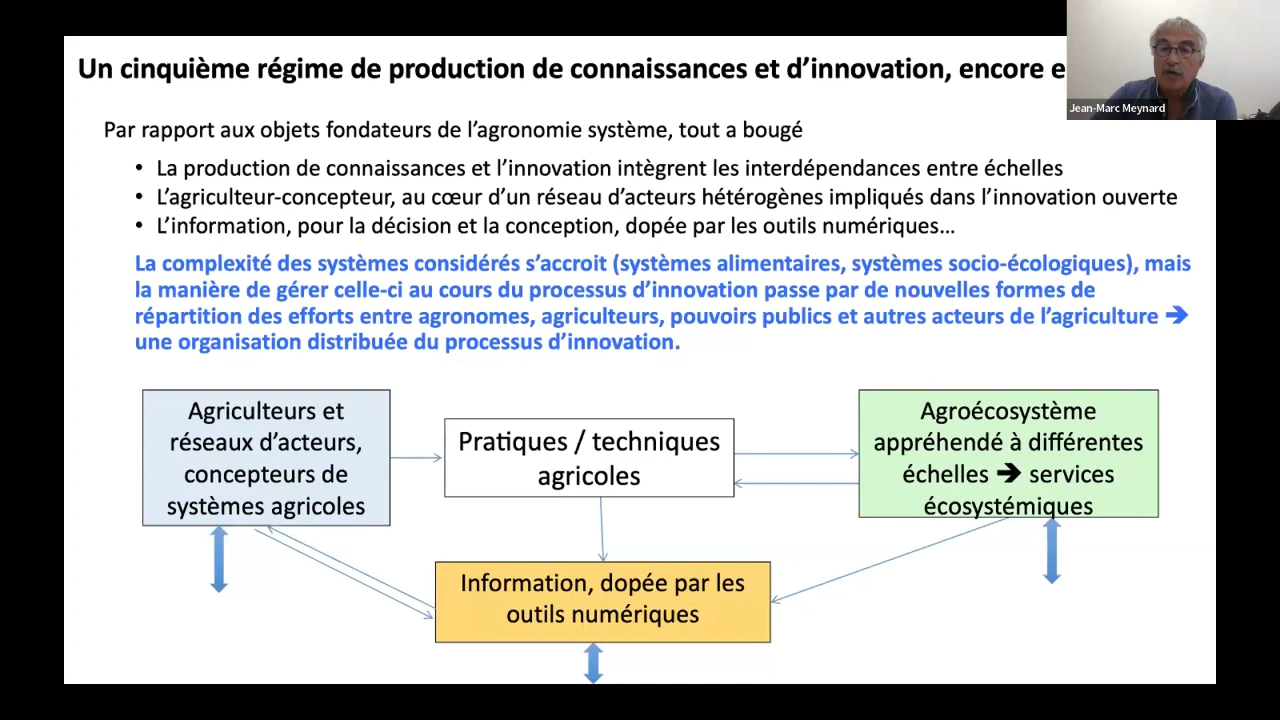 Un cinquième régime de production de connaissances et d’innovation, encore e
Jean-Marc Meynard
Par rapport aux objets fondateurs de l’agronomie système, tout a bougé
• La production de connaissances et l’innovation intègrent les interdépendances entre échelles
• L’agriculteur-concepteur, au cœur d’un réseau d’acteurs hétérogènes impliqués dans l’innovation ouverte
• L’information, pour la décision et la conception, dopée par les outils numériques…
La complexité des systèmes considérés s’accroit (systèmes alimentaires, systèmes socio-écologiques), mais
la manière de gérer celle-ci au cours du processus d’innovation passe par de nouvelles formes de
répartition des efforts entre agronomes, agriculteurs, pouvoirs publics et autres acteurs de l’agriculture ➔
une organisation distribuée du processus d’innovation.
Agriculteurs et
réseaux d’acteurs,
concepteurs de
systèmes agricoles
Pratiques / techniques
agricoles
Agroécosystème
appréhendé à différentes
échelles ➔ services
écosystémiques
Information, dopée par les
outils numériques